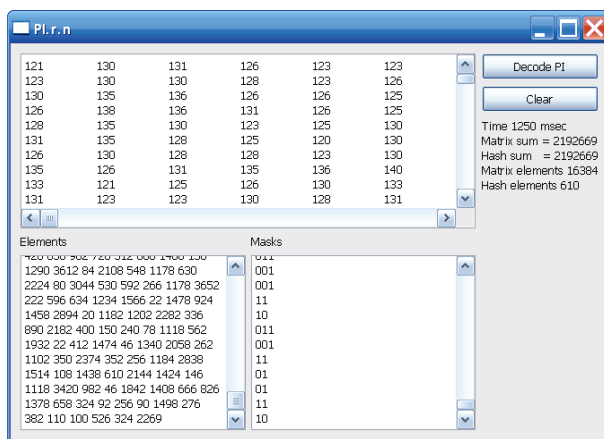 PI.r.n
121 130 131 126 123 123
123 130 130 128 123 126
130 135 136 126 126 125
126 138 136 131 126 125
128 135 130 123 125 130
131 135 128 125 120 130
126 130 128 128 123 130
135 126 131 135 136 140
133 121 125 126 130 133
131 123 123 130 128 131
Decode PI
Clear
Time 1250 msec
Matrix sum = 2192669
Hash sum = 2192669
Matrix elements 16384
Hash elements 610
Elements
1290 3612 84 2108 548 1178 630
2224 80 3044 530 592 266 1178 3652
222 596 634 1234 1566 22 1478 924
1458 2894 20 1182 1202 2282 336
890 2182 400 150 240 78 1118 562
1932 22 412 1474 46 1340 2058 262
1102 350 2374 352 256 1184 2838
1514 108 1438 610 2144 1424 146
1118 3420 982 46 1842 1408 666 826
1378 658 324 92 256 90 1498 276
382 110 100 526 324 2269
Masks
011
001
001
11
10
011
001
11
01
01
11
10